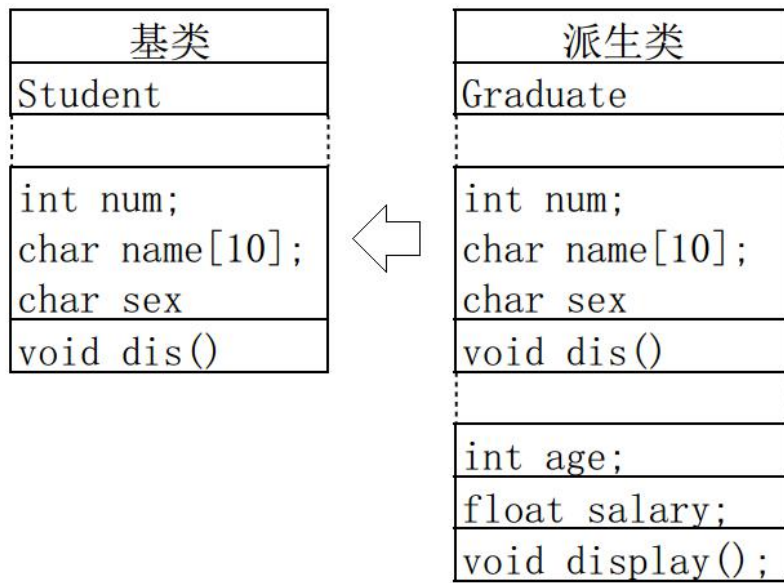 基类
Student
int num;
char name[10];
char sex
void dis()
派生类
Graduate
int num;
char name[10];
char sex
void dis()
int age;
float salary;
void display();